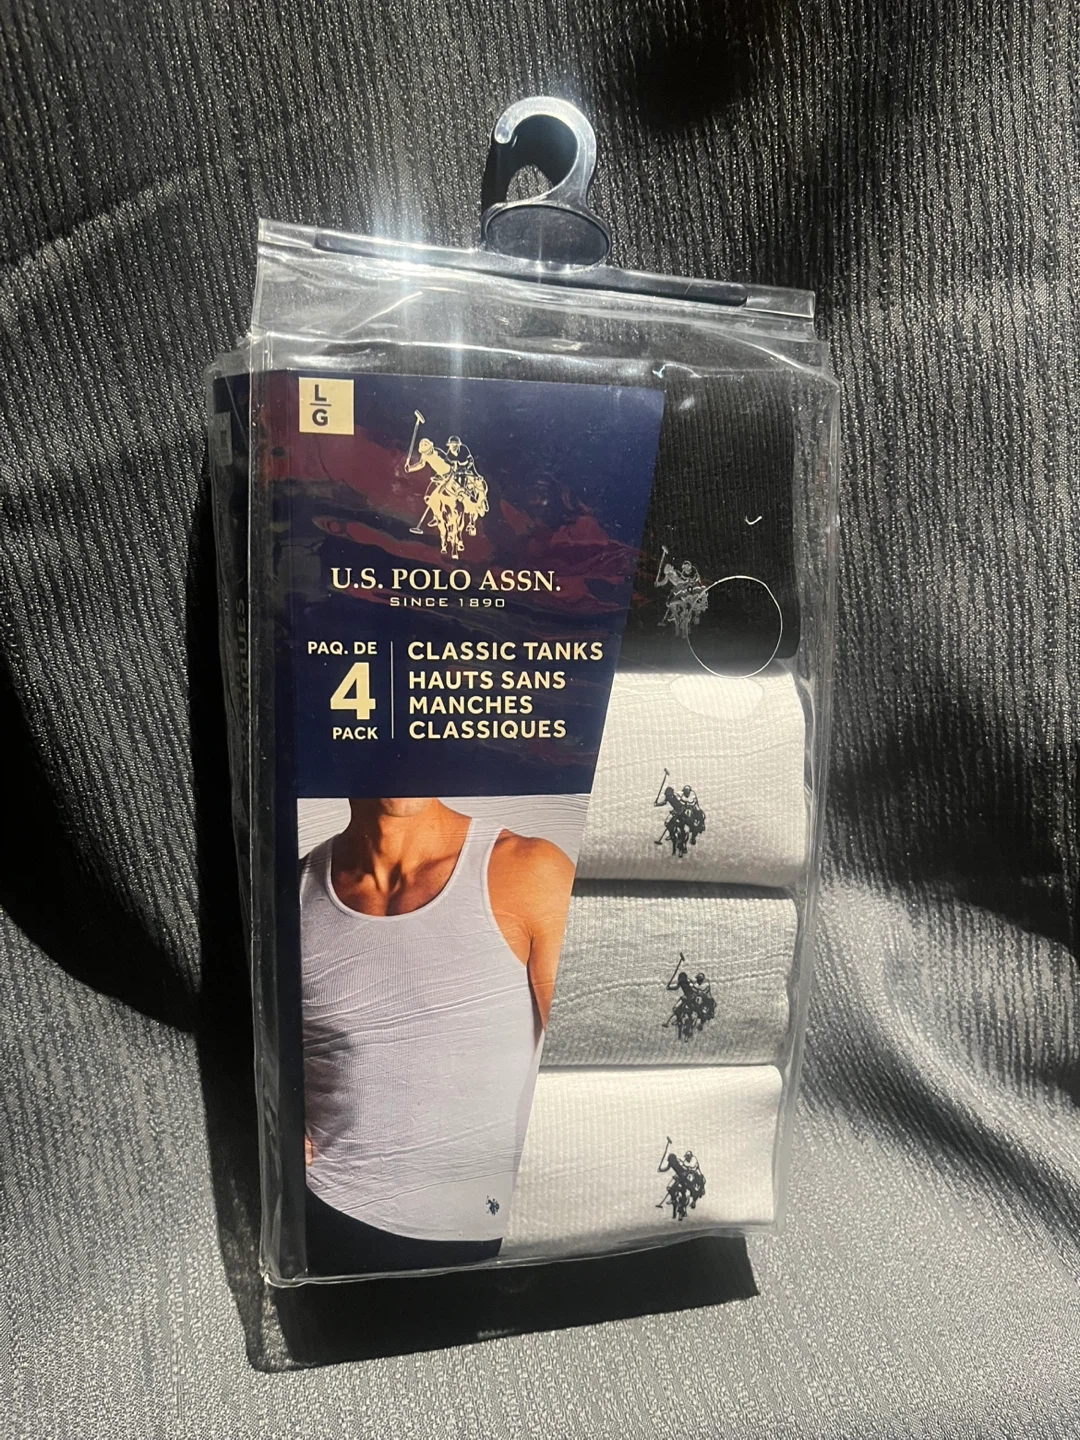 L
G
U.S. POLO ASSN.
SINCE 1890
PAQ. DE
4
PACK
CLASSIC TANKS
HAUTS SANS
MANCHES
CLASSIQUES